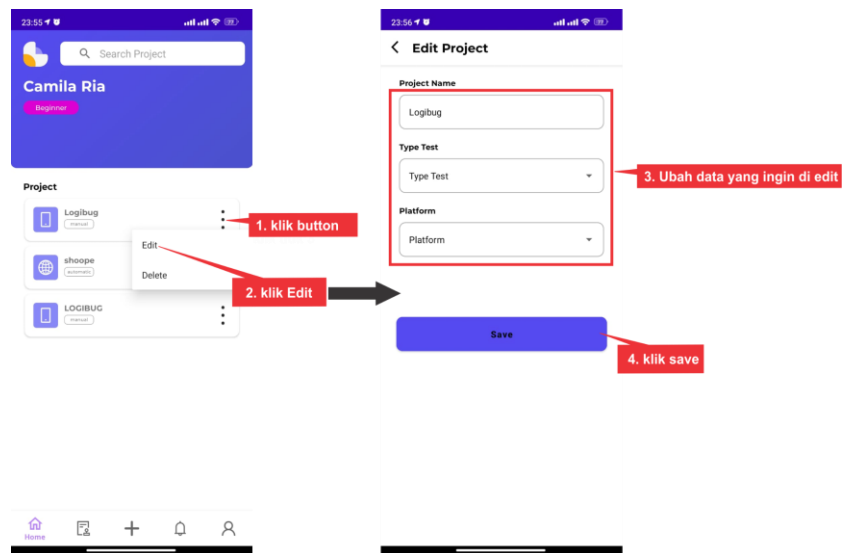 23:55
Search Project
Camila Ria
Beginner
Project
Logibug
manual
1. klik button
Edit
shoope
automatic
Delete
2. klik Edit
LOGIBUG
manual
Home
23:56
Edit Project
Project Name
Logibug
Type Test
Type Test
3. Ubah data yang ingin di edit
Platform
Platform
Save
4. klik save